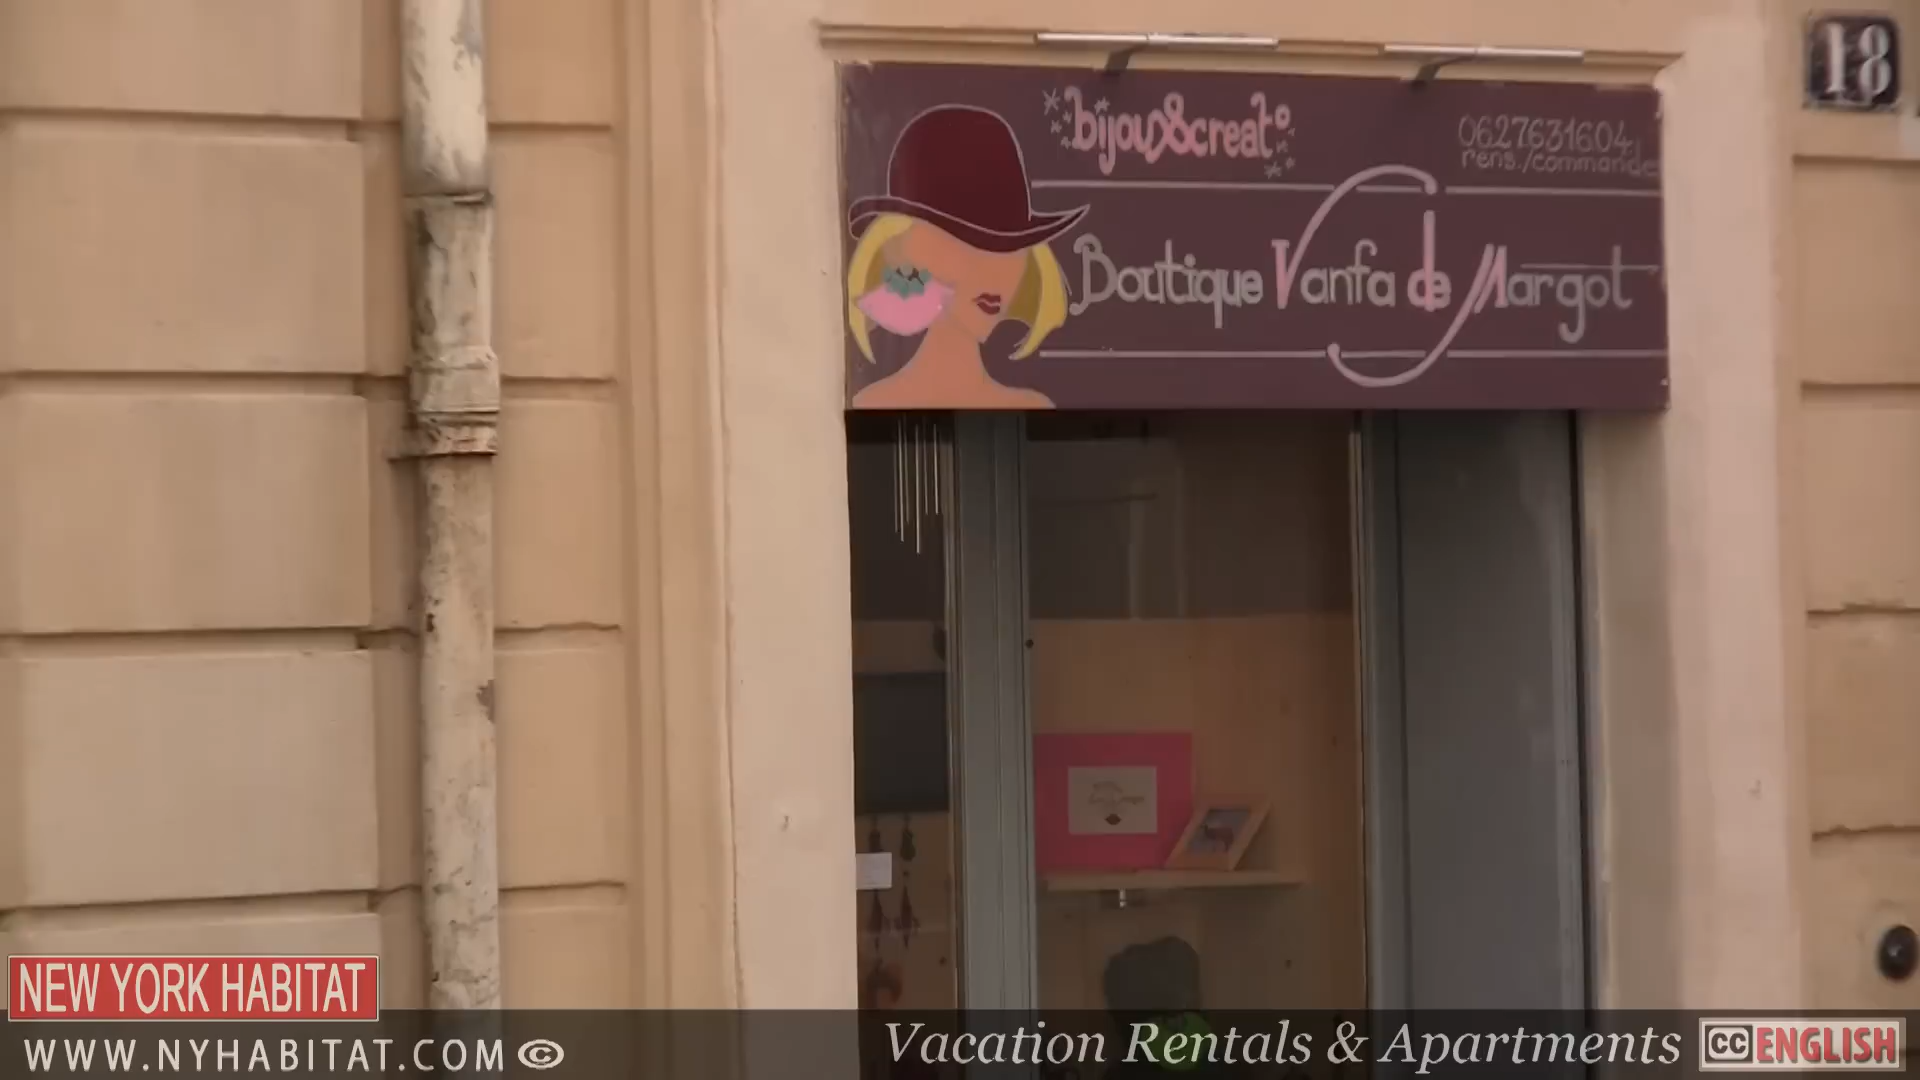 18
bijoux&creat°
0627631604
rens./commande
Boutique Vanfa de Margot
NEW YORK HABITAT
WWW.NYHABITAT.COM ©
Vacation Rentals & Apartments
CC ENGLISH